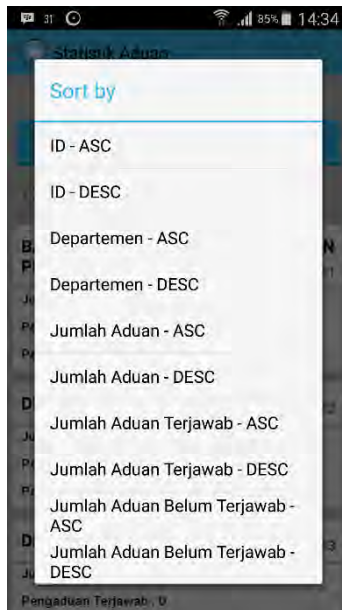 31
85%
14:34
Statistik Aduan
Sort by
ID - ASC
ID - DESC
Departemen - ASC
Departemen - DESC
Jumlah Aduan - ASC
Jumlah Aduan - DESC
Jumlah Aduan Terjawab - ASC
Jumlah Aduan Terjawab - DESC
Jumlah Aduan Belum Terjawab -
ASC
Jumlah Aduan Belum Terjawab -
DESC
Pengaduan Terjawab : 0